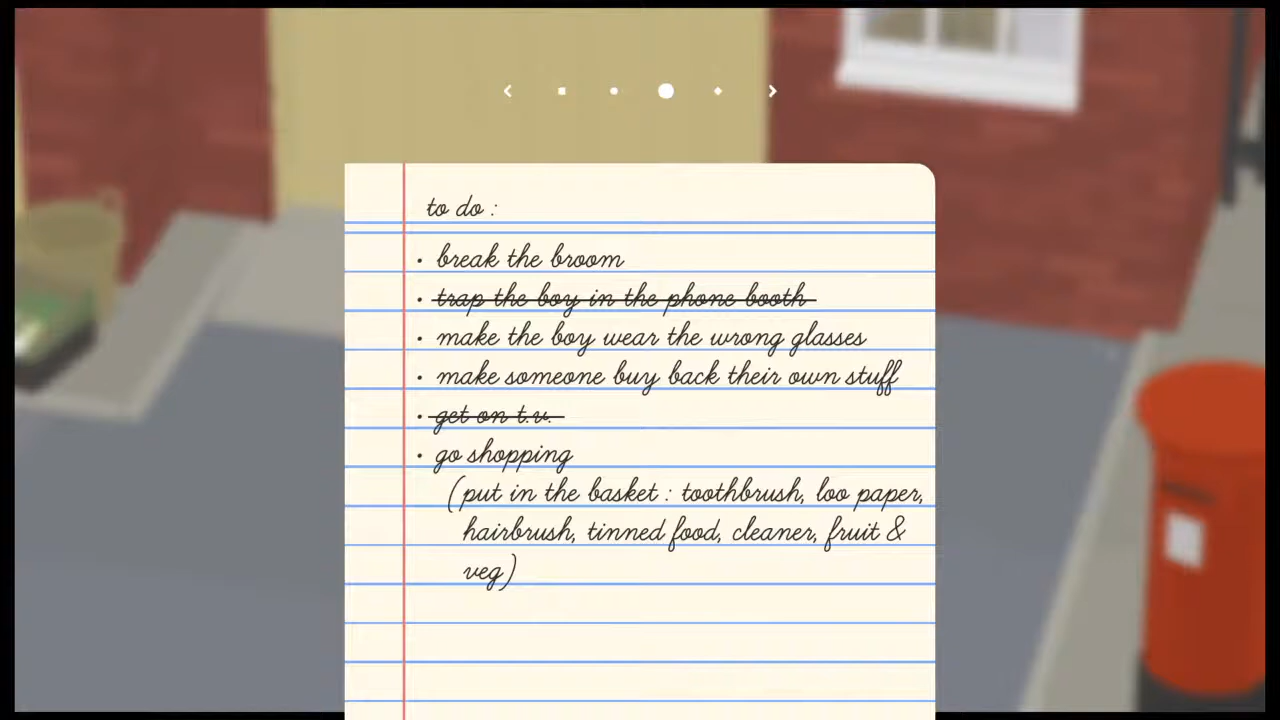 to do :
• break the broom
• trap the boy in the phone booth
• make the boy wear the wrong glasses
• make someone buy back their own stuff
• get on t.v.
• go shopping
(put in the basket : toothbrush, loo paper,
hairbrush, tinned food, cleaner, fruit &
veg)